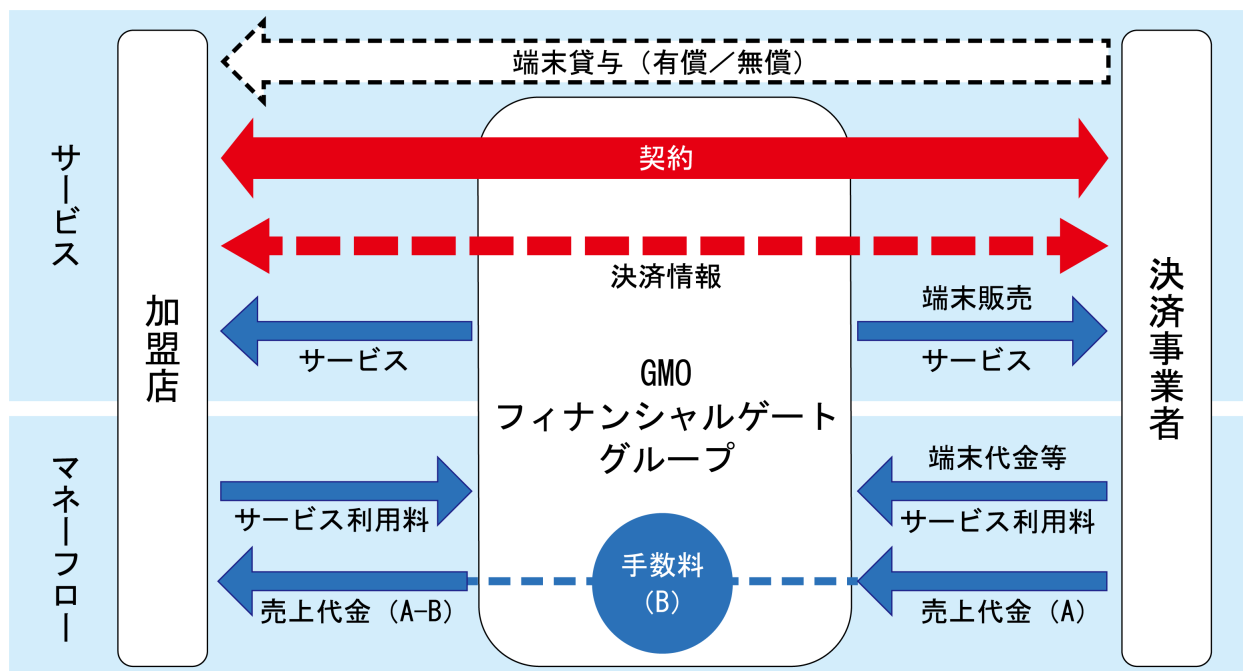 端末貸与（有償／無償）
契約
決済情報
サービス
加盟店
サービス
端末販売
サービス
決済事業者
GMO
フィナンシャルゲート
グループ
マネーフロー
サービス利用料
端末代金等
サービス利用料
手数料
（B）
売上代金（A-B）
売上代金（A）